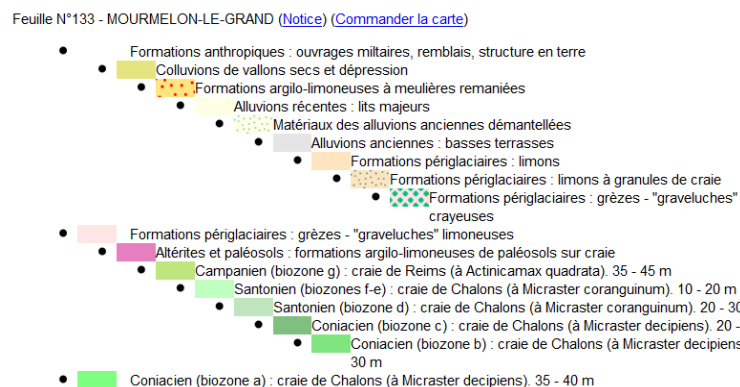 Feuille N°133 - MOURMELON-LE-GRAND (Notice) (Commander la carte)
Formations anthropiques : ouvrages miltaires, remblais, structure en terre
Colluvions de vallons secs et dépression
Formations argilo-limoneuses à meulières remaniées
Alluvions récentes : lits majeurs
Matériaux des alluvions anciennes démantellées
Alluvions anciennes : basses terrasses
Formations périglaciaires : limons
Formations périglaciaires : limons à granules de craie
Formations périglaciaires : grèzes - "graveluches"
crayeuses
Formations périglaciaires : grèzes - "graveluches" limoneuses
Altérites et paléosols : formations argilo-limoneuses de paléosols sur craie
Campanien (biozone g) : craie de Reims (à Actinicamax quadrata). 35 - 45 m
Santonien (biozones f-e) : craie de Chalons (à Micraster coranguinum). 10 - 20 m
Santonien (biozone d) : craie de Chalons (à Micraster coranguinum). 20 - 30
Coniacien (biozone c) : craie de Chalons (à Micraster decipiens). 20 -
Coniacien (biozone b) : craie de Chalons (à Micraster decipiens
30 m
Coniacien (biozone a) : craie de Chalons (à Micraster decipiens). 35 - 40 m